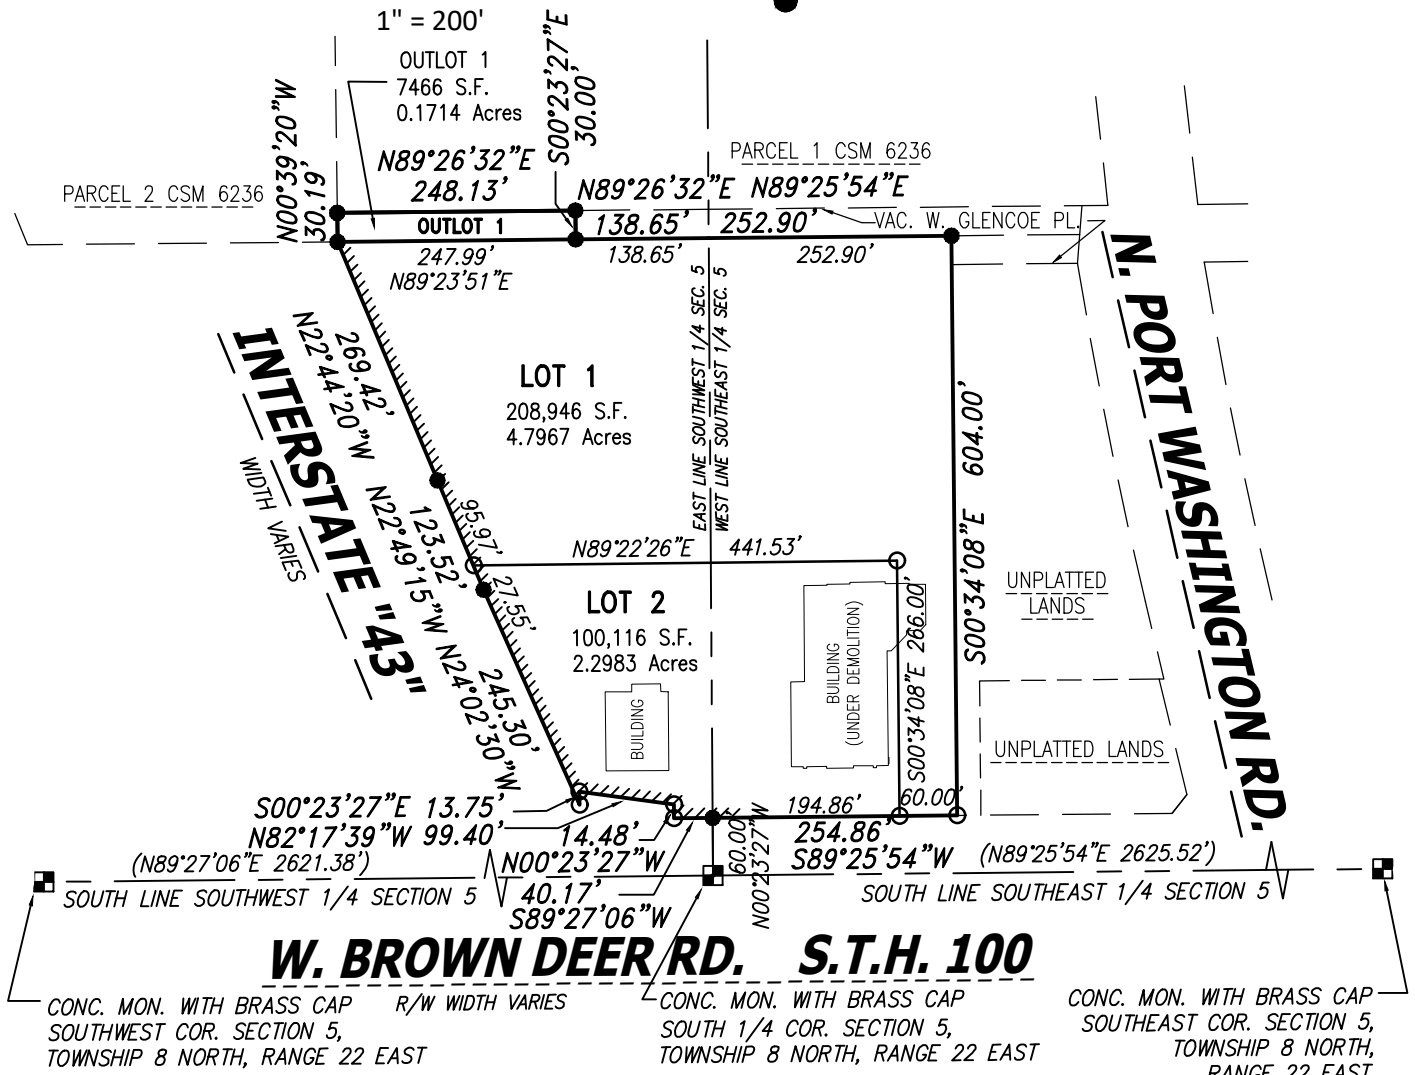 1" = 200'
OUTLOT 1
7466 S.F.
0.1714 Acres
S00°23'27"E
30.00'
N00°39'20"W
30.19'
N89°26'32"E
248.13'
PARCEL 1 CSM 6236
PARCEL 2 CSM 6236
N89°26'32"E N89°25'54"E
OUTLOT 1
138.65' 252.90'
VAC. W. GLENCOE PL.
247.99'
N89°23'51"E
138.65'
252.90'
N. PORT WASHINGTON RD.
EAST LINE SOUTHWEST 1/4 SEC. 5
WEST LINE SOUTHEAST 1/4 SEC. 5
269.42'
N22°44'20"W
INTERSTATE "43"
WIDTH VARIES
LOT 1
208,946 S.F.
4.7967 Acres
S00°34'08"E 604.00'
95.97'
123.52'
N22°49'15"W
27.55'
N89°22'26"E 441.53'
LOT 2
100,116 S.F.
2.2983 Acres
BUILDING
(UNDER DEMOLITION)
S00°34'08"E 266.00'
UNPLATTED
LANDS
245.30'
N24°02'30"W
BUILDING
UNPLATTED LANDS
S00°23'27"E 13.75'
N82°17'39"W 99.40'
14.48'
N00°23'27"W
40.17'
S89°27'06"W
60.00'
N00°23'27"W
194.86'
60.00'
254.86'
S89°25'54"W
(N89°27'06"E 2621.38')
(N89°25'54"E 2625.52')
SOUTH LINE SOUTHWEST 1/4 SECTION 5
SOUTH LINE SOUTHEAST 1/4 SECTION 5
W. BROWN DEER RD. S.T.H. 100
R/W WIDTH VARIES
CONC. MON. WITH BRASS CAP
SOUTHWEST COR. SECTION 5,
TOWNSHIP 8 NORTH, RANGE 22 EAST
CONC. MON. WITH BRASS CAP
SOUTH 1/4 COR. SECTION 5,
TOWNSHIP 8 NORTH, RANGE 22 EAST
CONC. MON. WITH BRASS CAP
SOUTHEAST COR. SECTION 5,
TOWNSHIP 8 NORTH,
RANGE 22 EAST